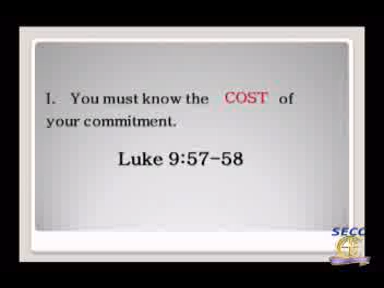 I. You must know the COST of
your commitment.
Luke 9:57-58
SECC